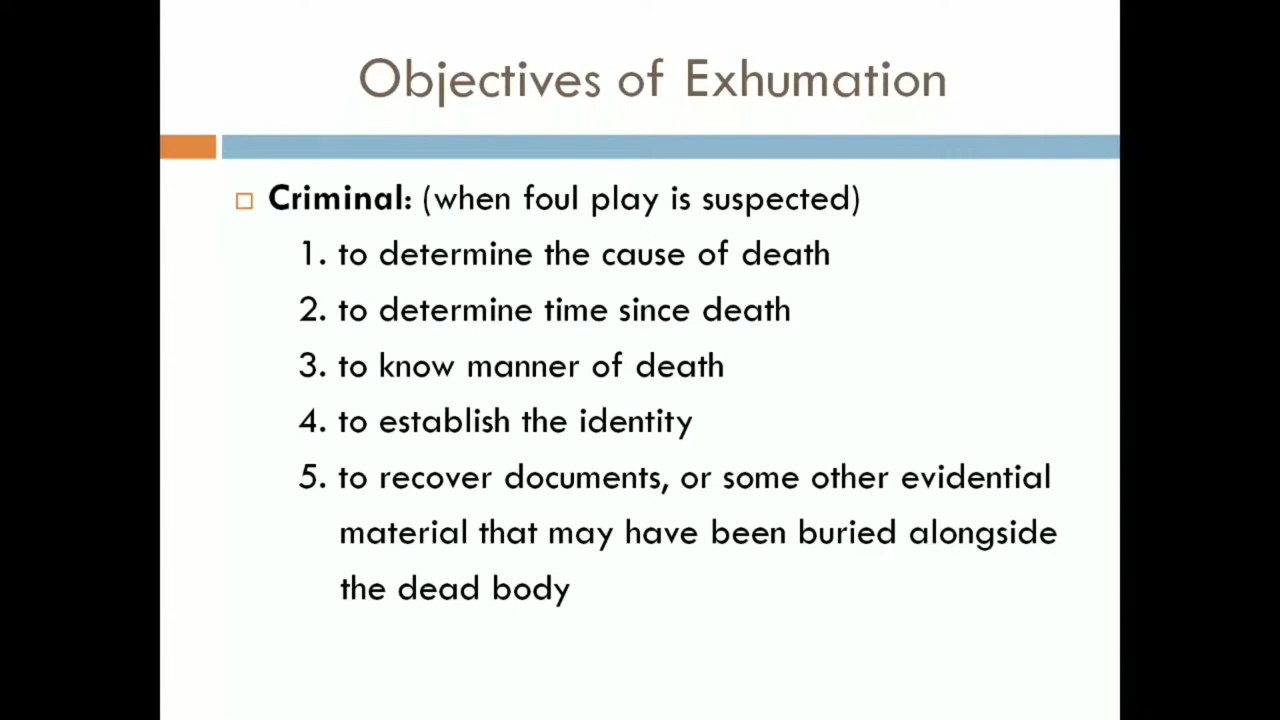 Objectives of Exhumation
Criminal: (when foul play is suspected)
1. to determine the cause of death
2. to determine time since death
3. to know manner of death
4. to establish the identity
5. to recover documents, or some other evidential
material that may have been buried alongside
the dead body